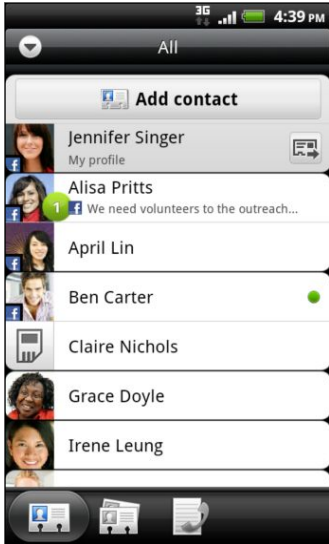 3G
4:39 PM
All
Add contact
Jennifer Singer
My profile
Alisa Pritts
1
f We need volunteers to the outreach...
April Lin
Ben Carter
Claire Nichols
Grace Doyle
Irene Leung